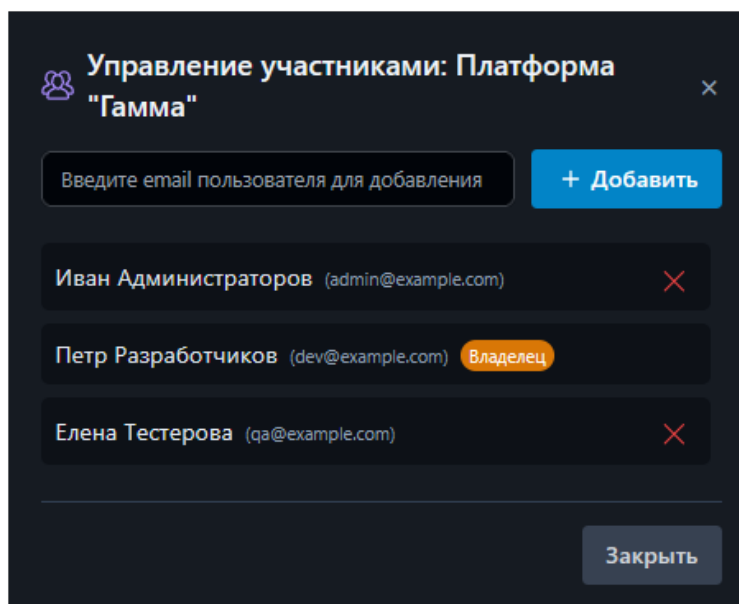 Управление участниками: Платформа
"Гамма"
×
Введите email пользователя для добавления
+ Добавить
Иван Администраторов (admin@example.com)
Петр Разработчиков (dev@example.com) Владелец
Елена Тестерова (qa@example.com)
Закрыть